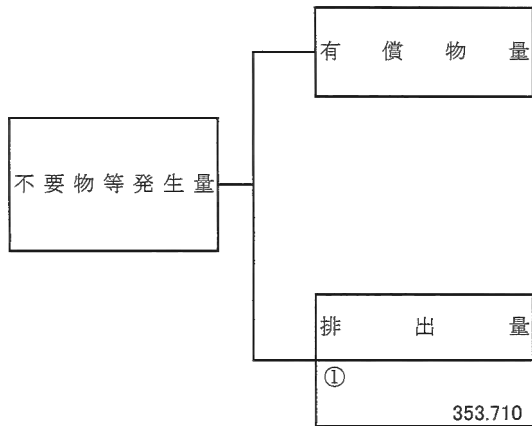 有償物量
不要物等発生量
排出量
①
353.710